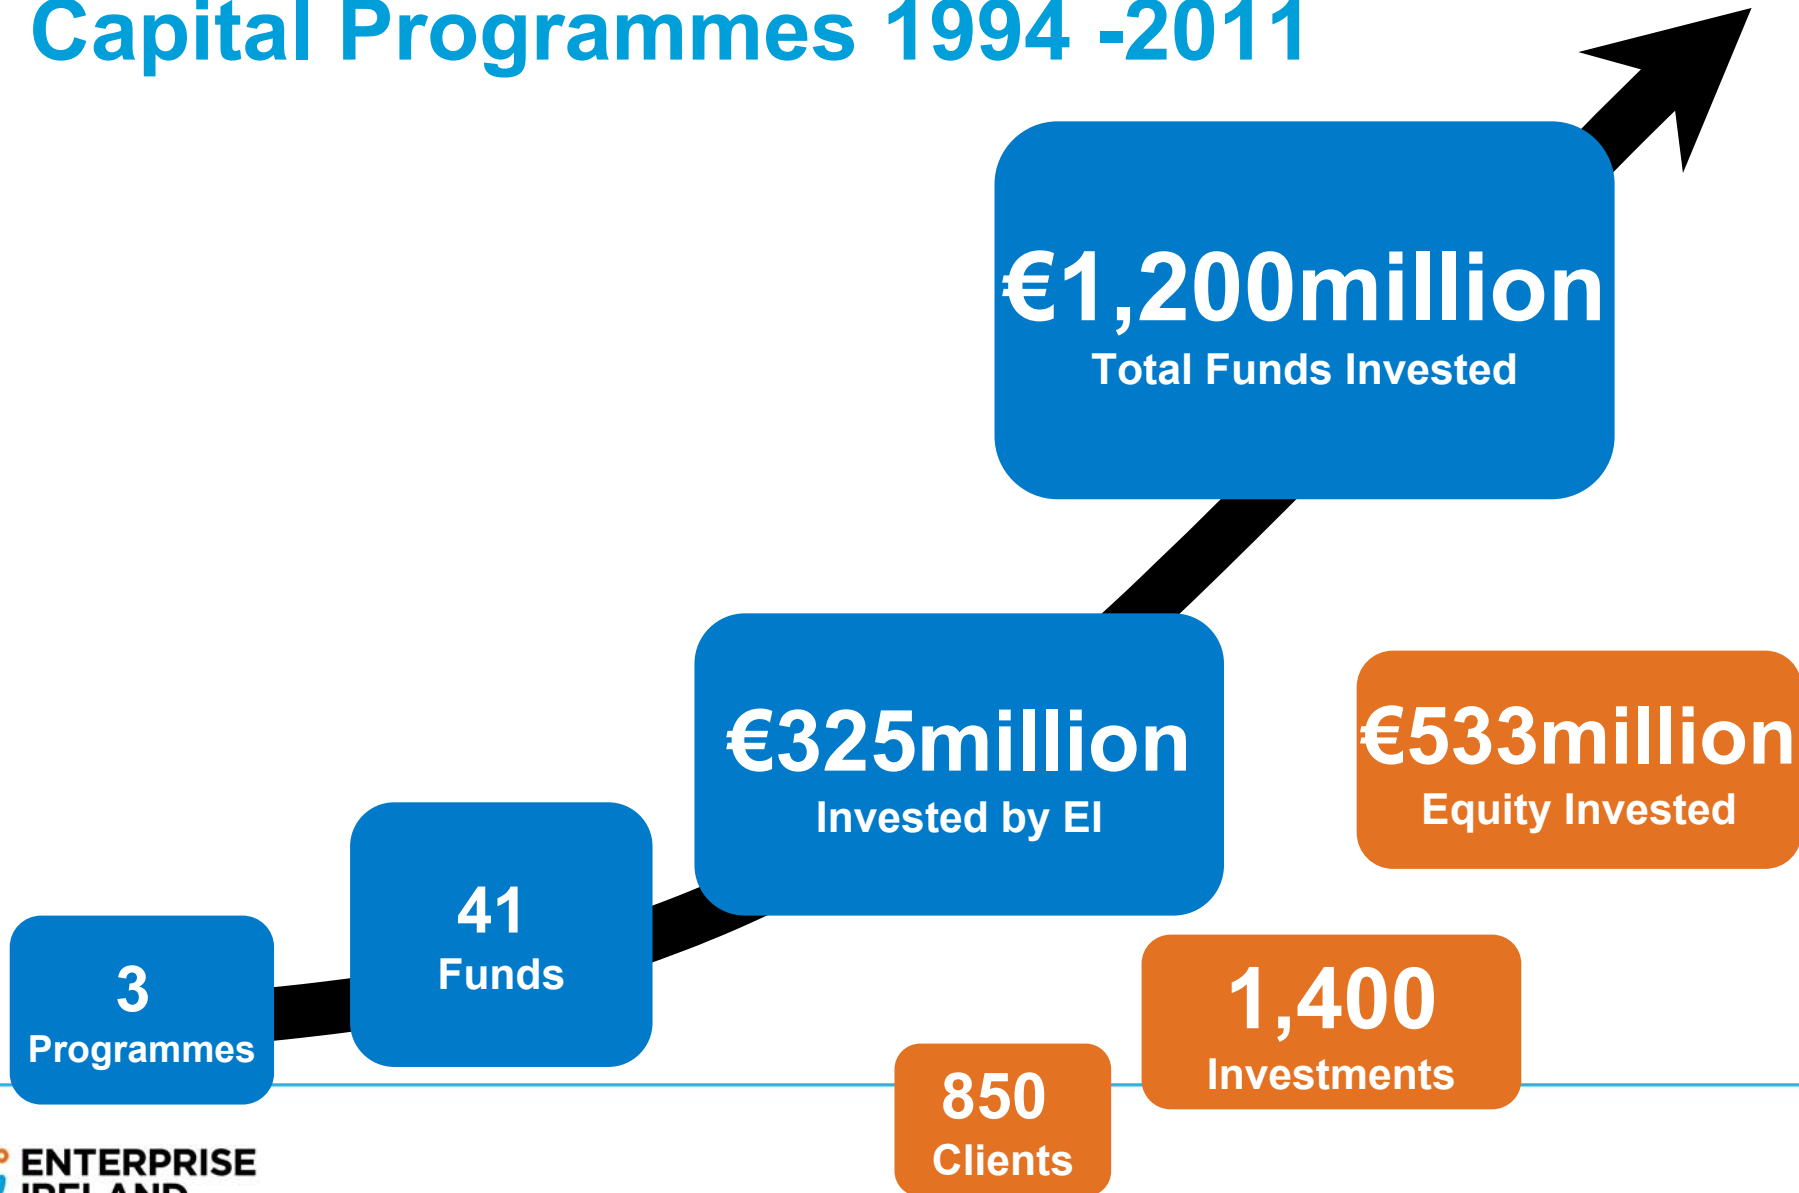 Capital Programmes 1994 -2011
€1,200million
Total Funds Invested
€325million
Invested by EI
€533million
Equity Invested
41
Funds
3
Programmes
1,400
Investments
850
Clients
ENTERPRISE
IRELAND